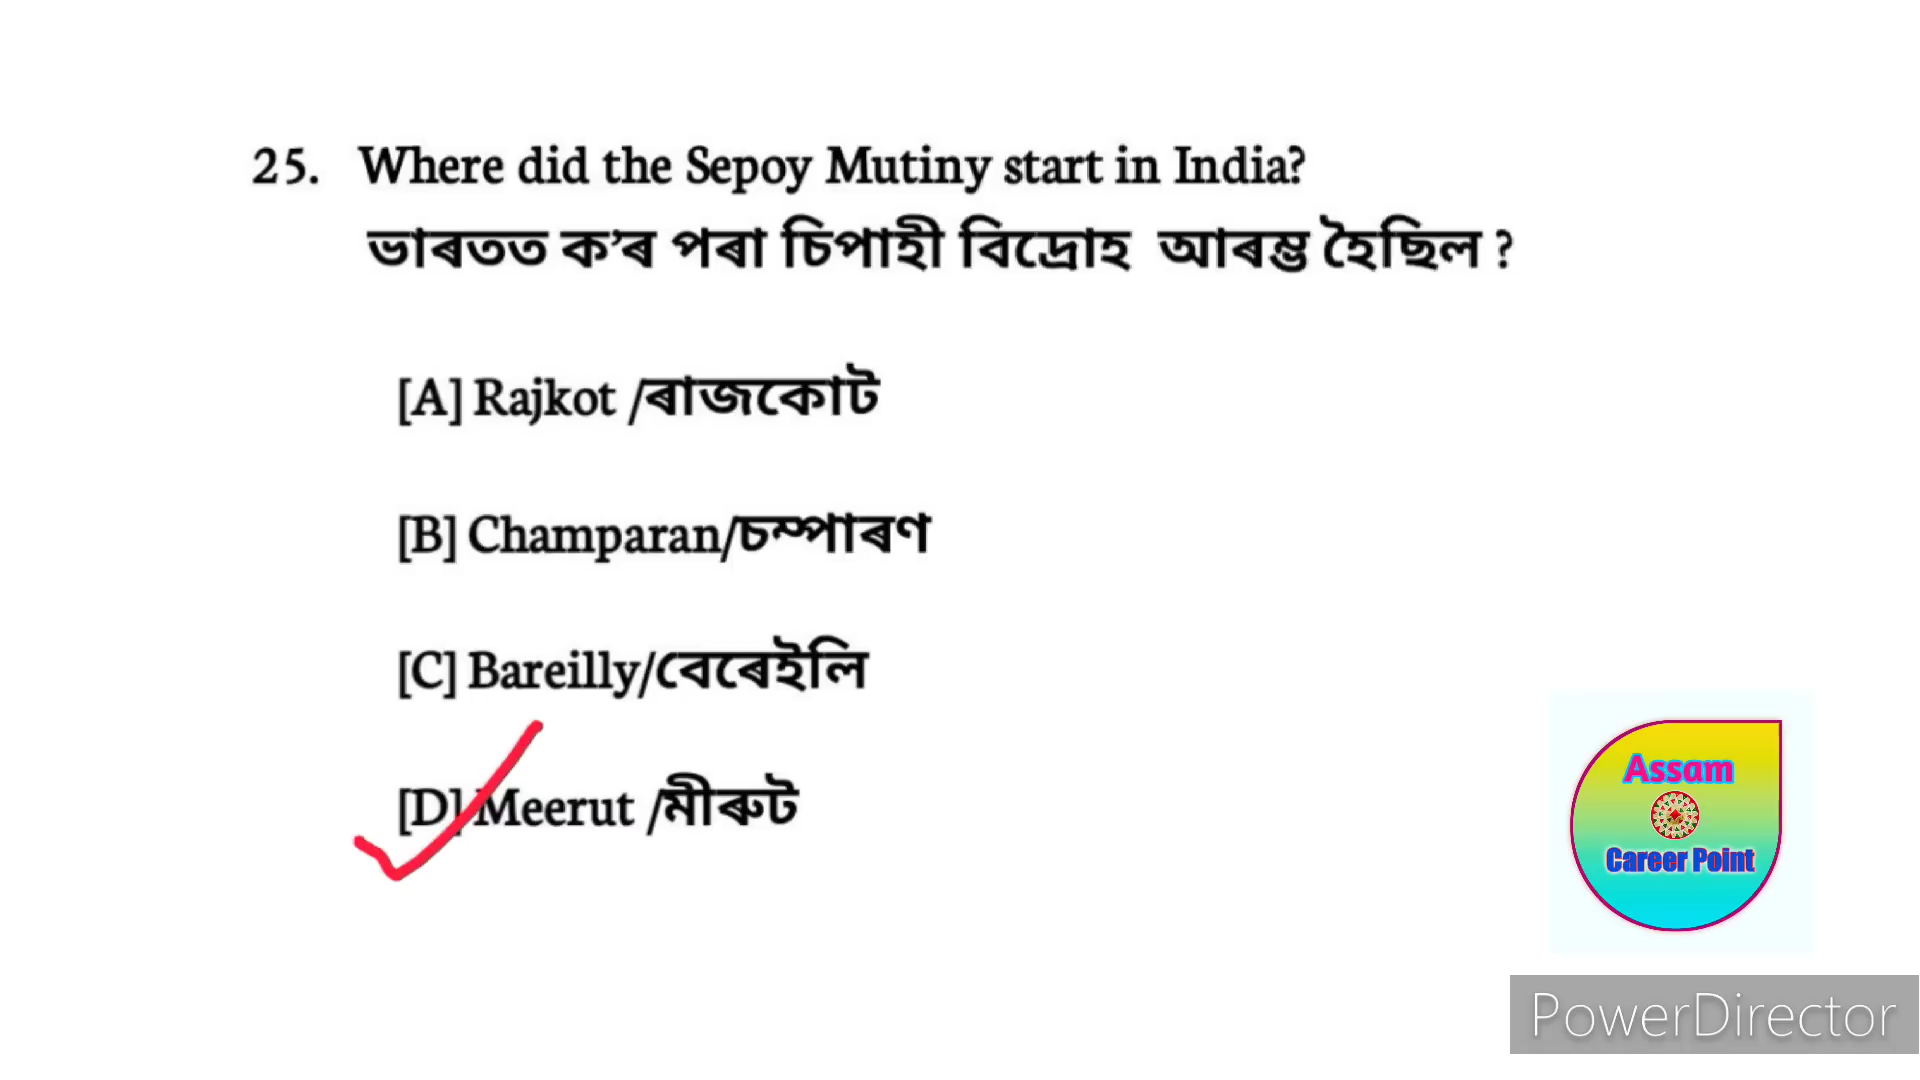 25. Where did the Sepoy Mutiny start in India?
ভাৰতত ক’ৰ পৰা চিপাহী বিদ্ৰোহ আৰম্ভ হৈছিল ?
[A] Rajkot /ৰাজকোট
[B] Champaran/চম্পাৰণ
[C] Bareilly/বেৰেইলি
[D] Meerut /মীৰুট
Assam
Career Point
PowerDirector